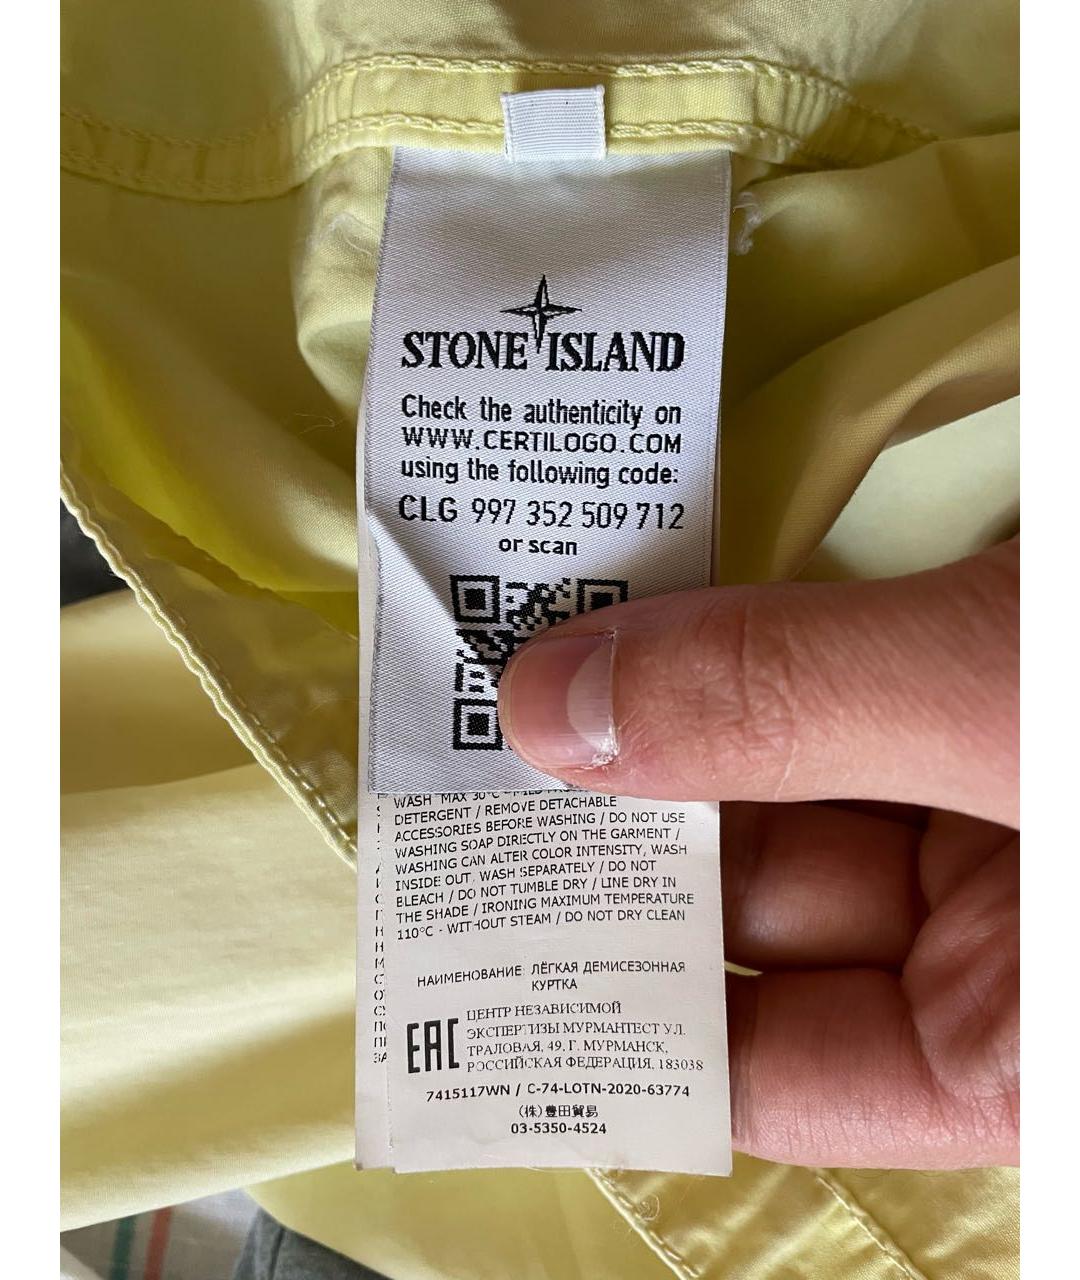 STONE ISLAND
Check the authenticity on
WWW.CERTILOGO.COM
using the following code:
CLG 997 352 509 712
or scan
WASH MAX 30°C - MILD
DETERGENT / REMOVE DETACHABLE
ACCESSORIES BEFORE WASHING / DO NOT USE
WASHING SOAP DIRECTLY ON THE GARMENT /
WASHING CAN ALTER COLOR INTENSITY, WASH
INSIDE OUT, WASH SEPARATELY / DO NOT
BLEACH / DO NOT TUMBLE DRY / LINE DRY IN
THE SHADE / IRONING MAXIMUM TEMPERATURE
110°C - WITHOUT STEAM / DO NOT DRY CLEAN
НАИМЕНОВАНИЕ: ЛЁГКАЯ ДЕМИСЕЗОННАЯ
КУРТКА
EAC
ЦЕНТР НЕЗАВИСИМОЙ
ЭКСПЕРТИЗЫ МУРМАНТЕСТ УЛ.
ТРАЛОВАЯ, 49, Г. МУРМАНСК,
РОССИЙСКАЯ ФЕДЕРАЦИЯ, 183038
7415117WN / C-74-LOTN-2020-63774
(株)豊田貿易
03-5350-4524